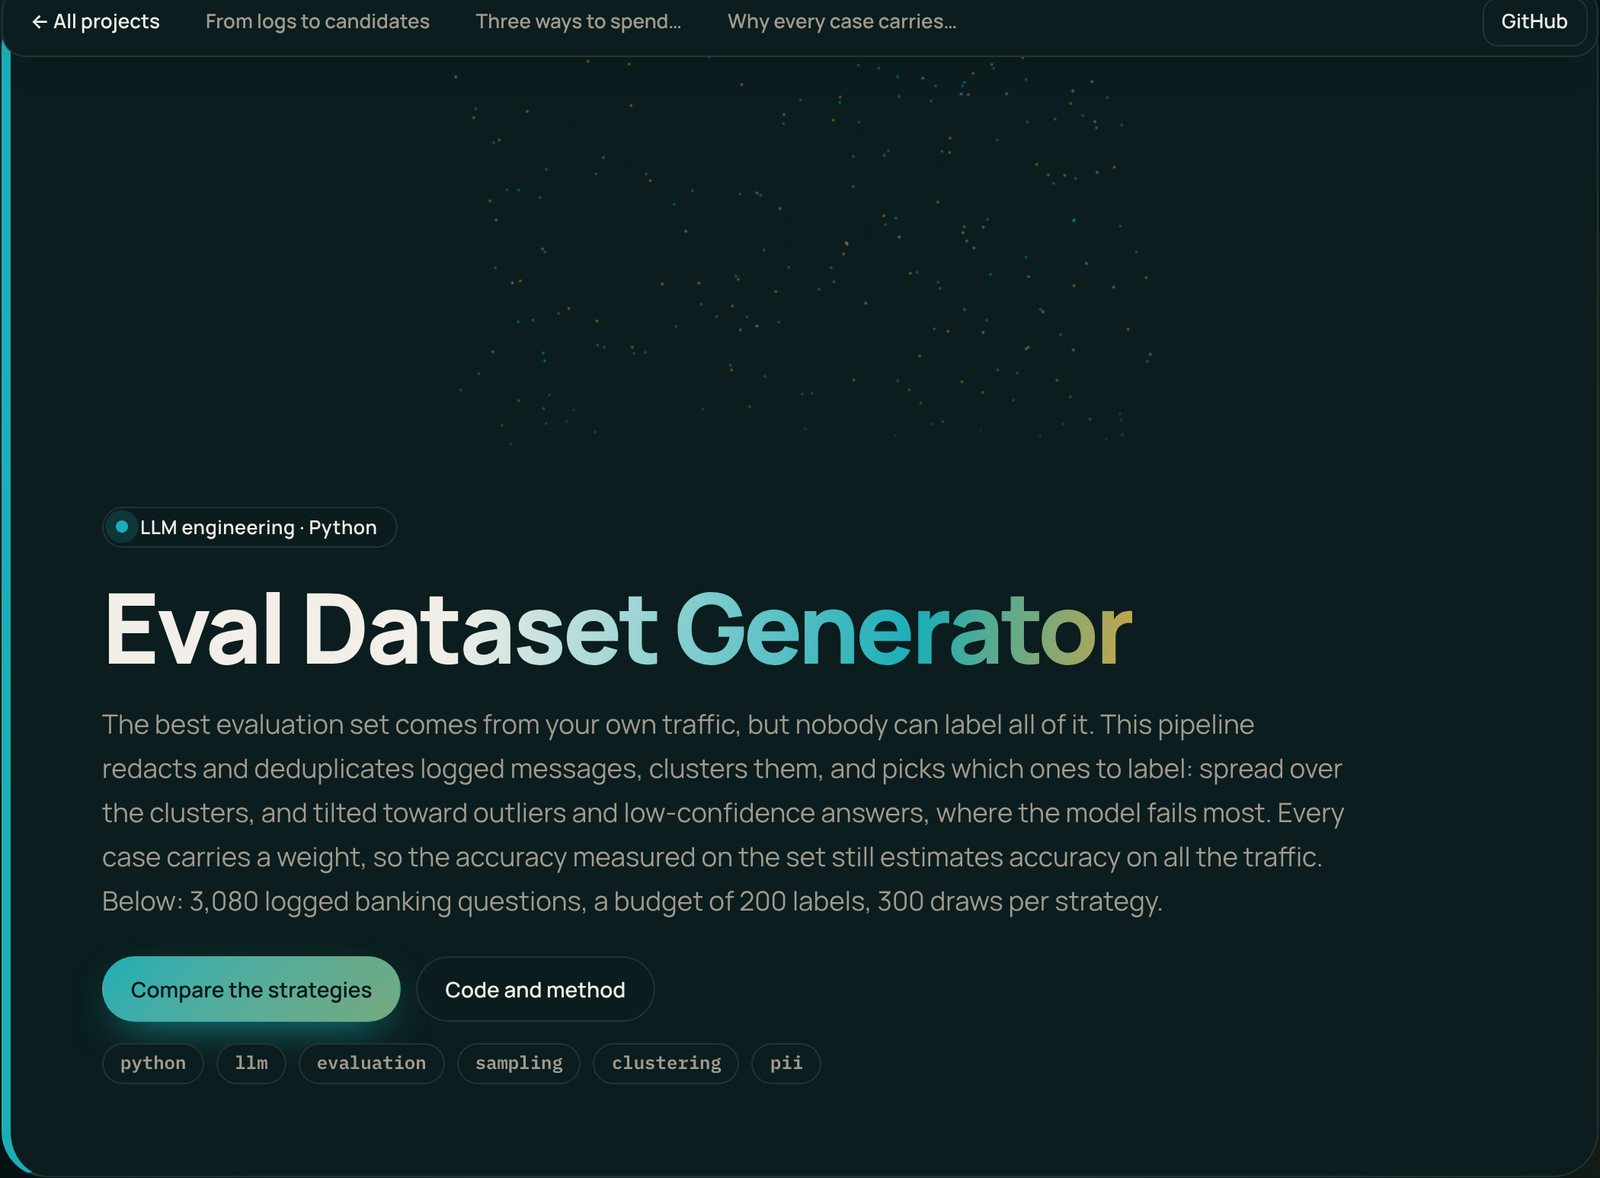 ← All projects
From logs to candidates
Three ways to spend…
Why every case carries…
GitHub
LLM engineering · Python
Eval Dataset Generator
The best evaluation set comes from your own traffic, but nobody can label all of it. This pipeline
redacts and deduplicates logged messages, clusters them, and picks which ones to label: spread over
the clusters, and tilted toward outliers and low-confidence answers, where the model fails most. Every
case carries a weight, so the accuracy measured on the set still estimates accuracy on all the traffic.
Below: 3,080 logged banking questions, a budget of 200 labels, 300 draws per strategy.
Compare the strategies
Code and method
python
llm
evaluation
sampling
clustering
pii